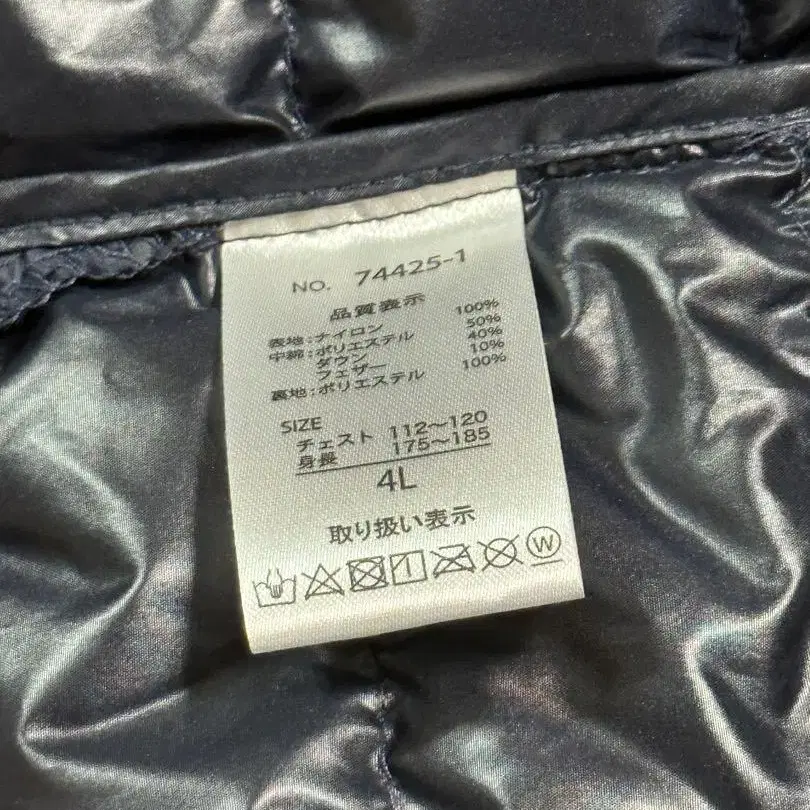 NO. 74425-1
品質表示
表地:ナイロン 100%
中綿:ポリエステル 50%
ダウン 40%
フェザー 10%
裏地:ポリエステル 100%
SIZE
チェスト 112～120
身長 175～185
4L
取り扱い表示
W